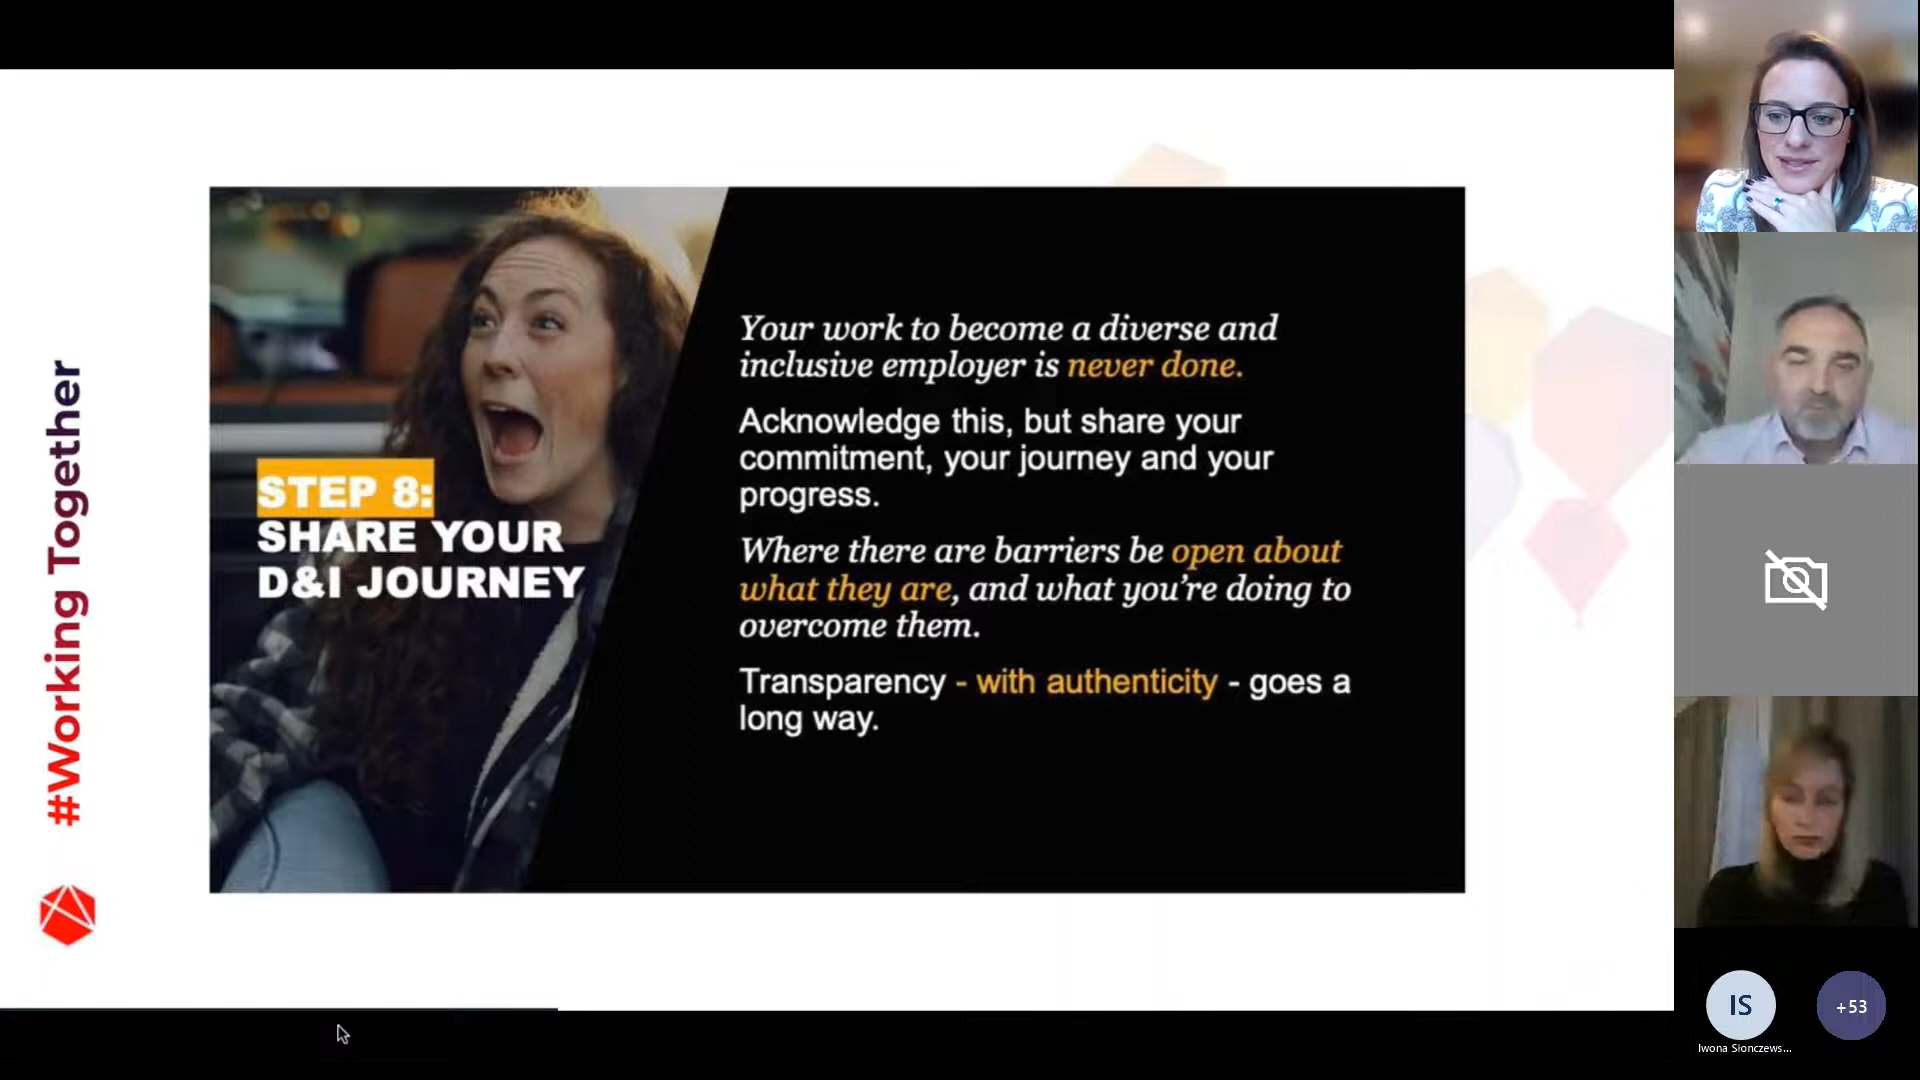 #Working Together
STEP 8:
SHARE YOUR
D&I JOURNEY
Your work to become a diverse and
inclusive employer is never done.
Acknowledge this, but share your
commitment, your journey and your
progress.
Where there are barriers be open about
what they are, and what you’re doing to
overcome them.
Transparency - with authenticity - goes a
long way.
IS
+53
Iwona Sionczews...